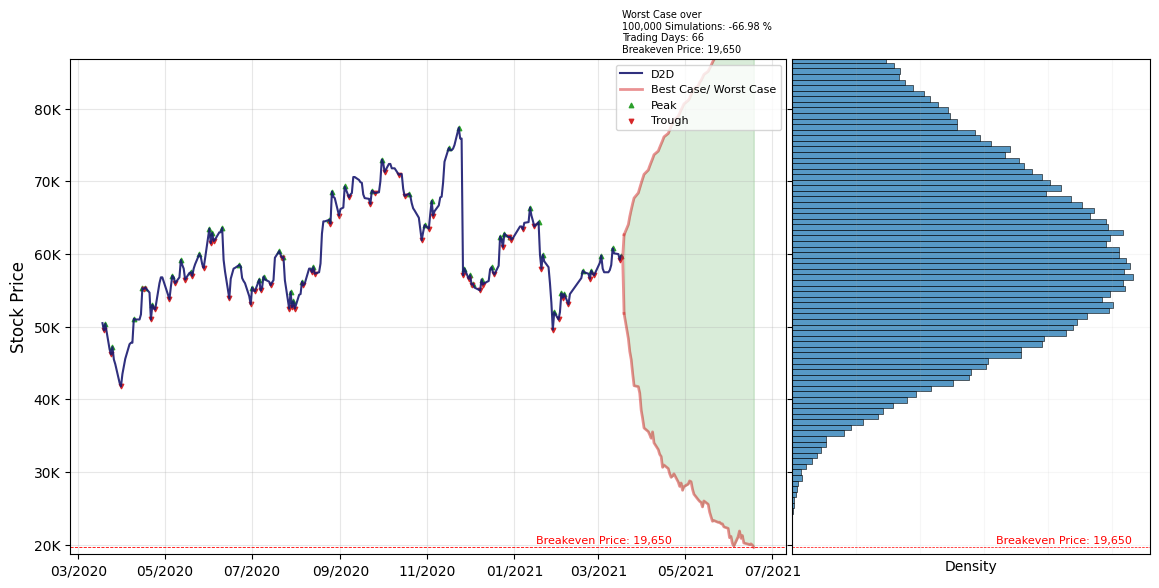 Worst Case over
100,000 Simulations: -66.98 %
Trading Days: 66
Breakeven Price: 19,650
D2D
Best Case/ Worst Case
Peak
Trough
Stock Price
80K
70K
60K
50K
40K
30K
20K
Breakeven Price: 19,650
Breakeven Price: 19,650
03/2020 05/2020 07/2020 09/2020 11/2020 01/2021 03/2021 05/2021 07/2021
Density